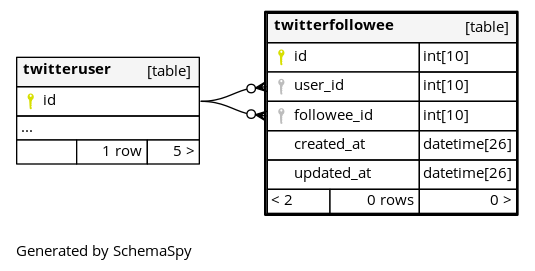 twitteruser [table]
id
...
1 row 5 >
twitterfollowee [table]
id int[10]
user_id int[10]
followee_id int[10]
created_at datetime[26]
updated_at datetime[26]
< 2 0 rows 0 >
Generated by SchemaSpy